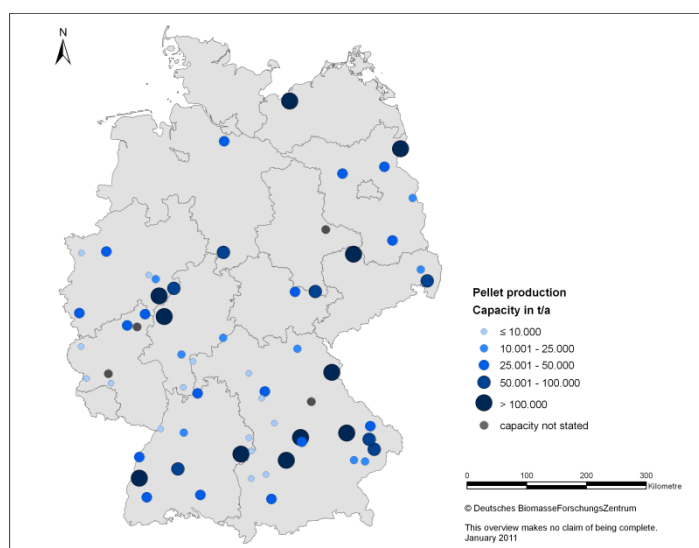 N
Pellet production
Capacity in t/a
≤ 10.000
10.001 - 25.000
25.001 - 50.000
50.001 - 100.000
> 100.000
capacity not stated
0 100 200 300
Kilometre
© Deutsches BiomasseForschungsZentrum
This overview makes no claim of being complete.
January 2011